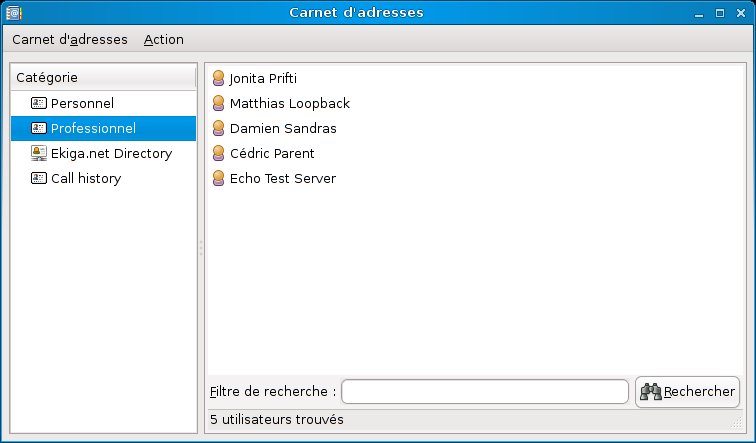 Carnet d'adresses
Carnet d'adresses Action
Catégorie
Personnel
Professionnel
Ekiga.net Directory
Call history
Jonita Prifti
Matthias Loopback
Damien Sandras
Cédric Parent
Echo Test Server
Filtre de recherche : Rechercher
5 utilisateurs trouvés